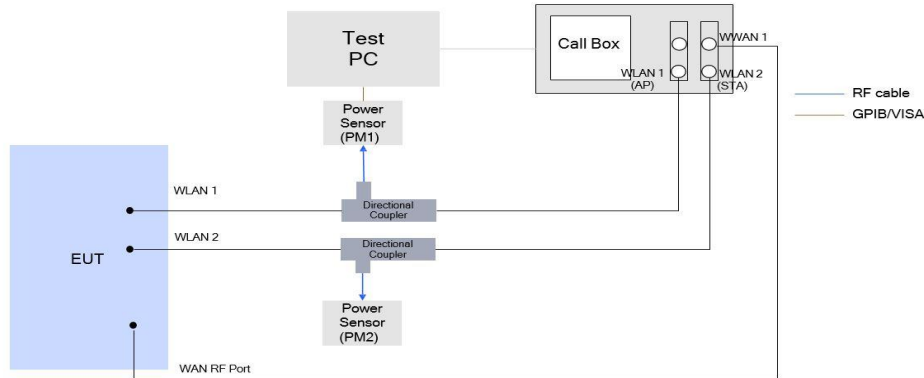 Test
PC
Call Box
WWAN 1
WLAN 1
(AP)
WLAN 2
(STA)
RF cable
GPIB/VISA
Power
Sensor
(PM1)
WLAN 1
Directional
Coupler
WLAN 2
Directional
Coupler
EUT
Power
Sensor
(PM2)
WAN RF Port